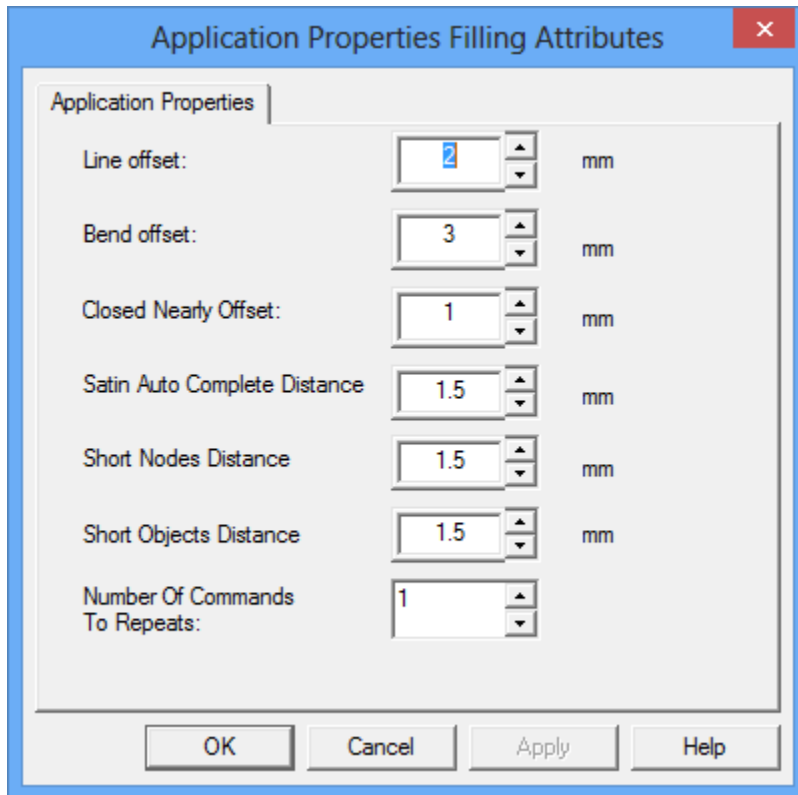 Application Properties Filling Attributes
Application Properties
Line offset: 2 mm
Bend offset: 3 mm
Closed Nearly Offset: 1 mm
Satin Auto Complete Distance 1.5 mm
Short Nodes Distance 1.5 mm
Short Objects Distance 1.5 mm
Number Of Commands 1
To Repeats:
OK Cancel Apply Help